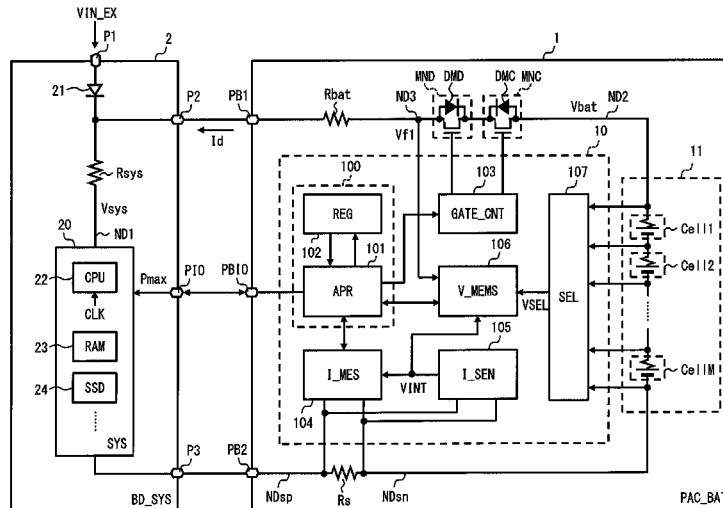 VIN_EX
P1
2
1
21
P2
PB1
Rbat
ND3
MND
DMD
DMC
MNC
Vbat
ND2
Id
Vf1
10
Rsys
Vsys
100
103
107
11
20
ND1
REG
GATE_CNT
102
101
106
Cell1
22
CPU
Pmax
PIO
PBIO
APR
V_MEMS
SEL
Cell2
CLK
VSEL
23
RAM
105
24
SSD
I_MES
VINT
I_SEN
CellM
104
SYS
P3
PB2
NDsp
Rs
NDsn
BD_SYS
PAC_BAT